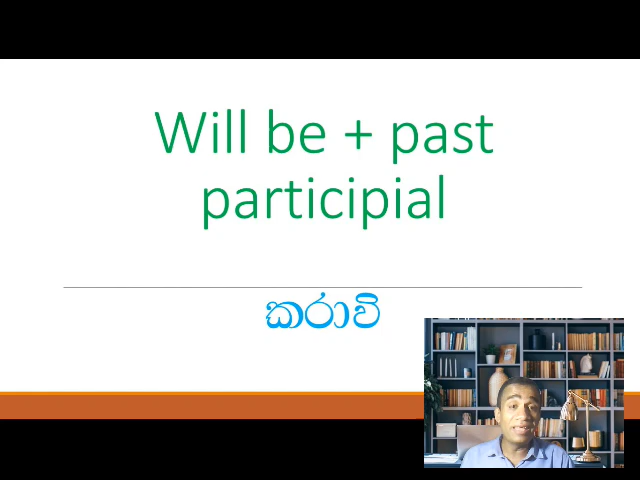 Will be + past
participial
කරාවි